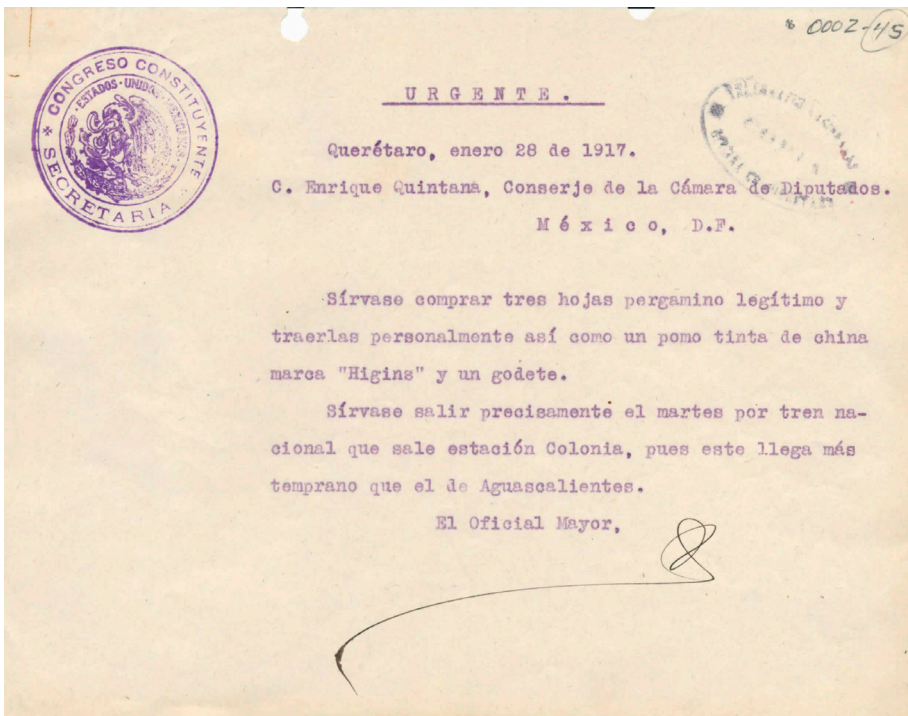 0002-45
CONGRESO CONSTITUYENTE
ESTADOS·UNIDOS·MEXICANOS
SECRETARIA
URGENTE.
Querétaro, enero 28 de 1917.
C. Enrique Quintana, Conserje de la Cámara de Diputados.
México, D.F.
Sírvase comprar tres hojas pergamino legítimo y
traerlas personalmente así como un pomo tinta de china
marca "Higins" y un godete.
Sírvase salir precisamente el martes por tren na-
cional que sale estación Colonia, pues este llega más
temprano que el de Aguascalientes.
El Oficial Mayor,